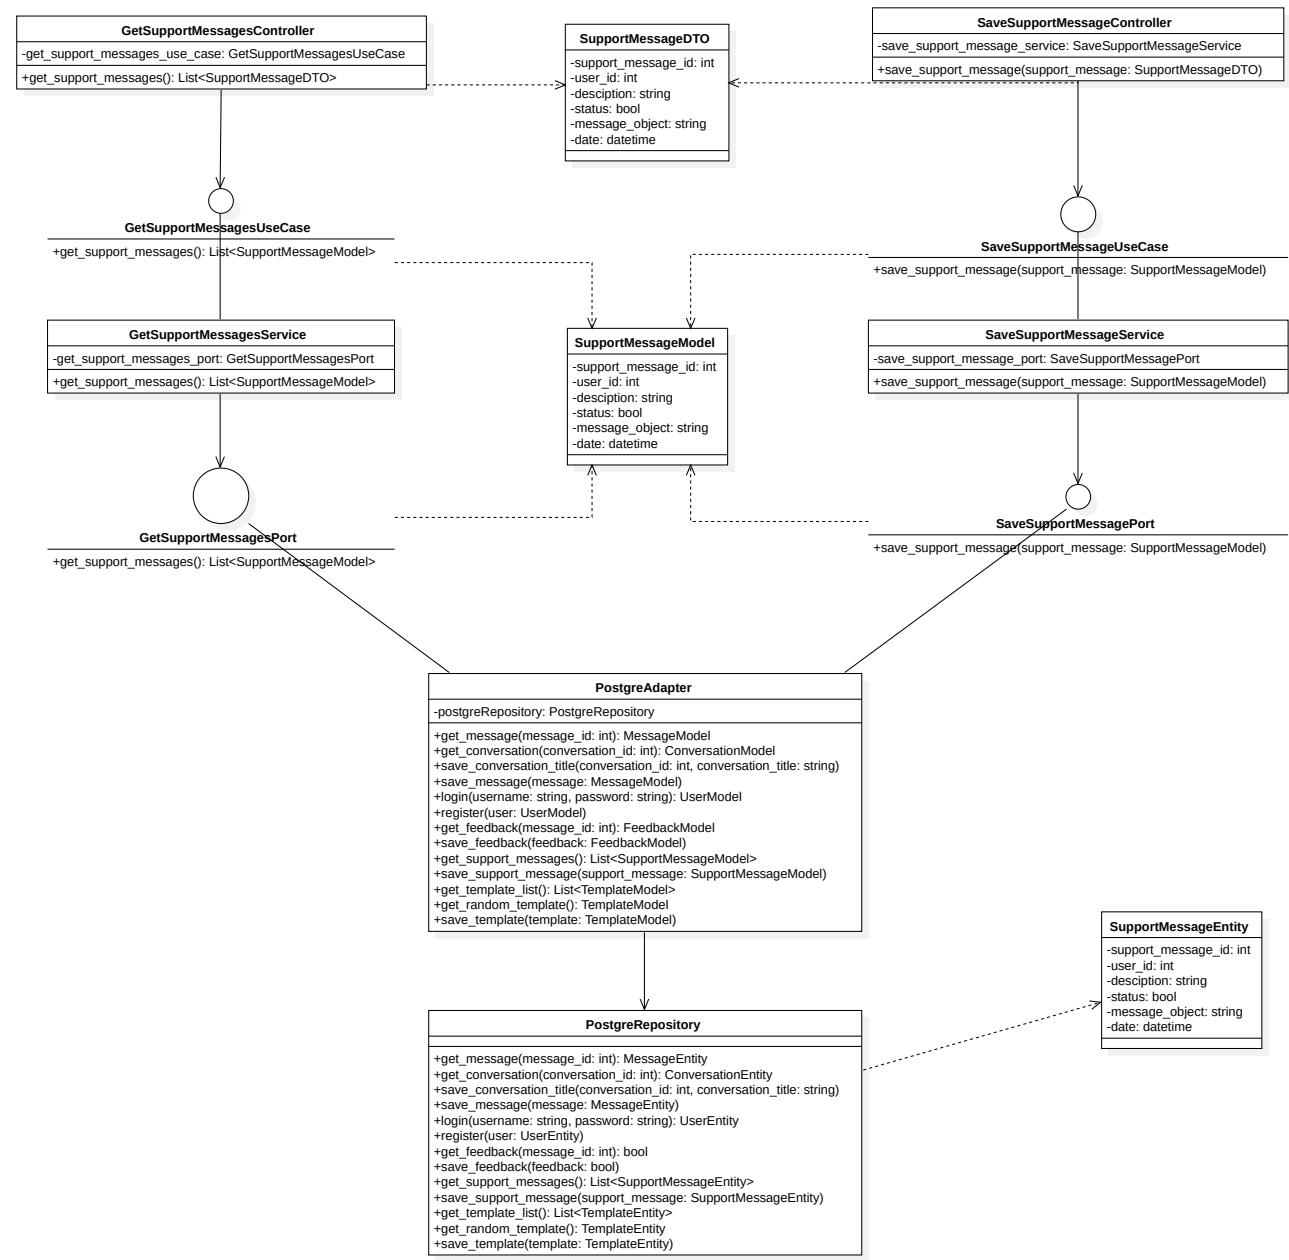 GetSupportMessagesController
-get_support_messages_use_case: GetSupportMessagesUseCase
+get_support_messages(): List<SupportMessageDTO>
SupportMessageDTO
-support_message_id: int
-user_id: int
-desciption: string
-status: bool
-message_object: string
-date: datetime
SaveSupportMessageController
-save_support_message_service: SaveSupportMessageService
+save_support_message(support_message: SupportMessageDTO)
GetSupportMessagesUseCase
+get_support_messages(): List<SupportMessageModel>
SaveSupportMessageUseCase
+save_support_message(support_message: SupportMessageModel)
GetSupportMessagesService
-get_support_messages_port: GetSupportMessagesPort
+get_support_messages(): List<SupportMessageModel>
SupportMessageModel
-support_message_id: int
-user_id: int
-desciption: string
-status: bool
-message_object: string
-date: datetime
SaveSupportMessageService
-save_support_message_port: SaveSupportMessagePort
+save_support_message(support_message: SupportMessageModel)
GetSupportMessagesPort
+get_support_messages(): List<SupportMessageModel>
SaveSupportMessagePort
+save_support_message(support_message: SupportMessageModel)
PostgreAdapter
-postgreRepository: PostgreRepository
+get_message(message_id: int): MessageModel
+get_conversation(conversation_id: int): ConversationModel
+save_conversation_title(conversation_id: int, conversation_title: string)
+save_message(message: MessageModel)
+login(username: string, password: string): UserModel
+register(user: UserModel)
+get_feedback(message_id: int): FeedbackModel
+save_feedback(feedback: FeedbackModel)
+get_support_messages(): List<SupportMessageModel>
+save_support_message(support_message: SupportMessageModel)
+get_template_list(): List<TemplateModel>
+get_random_template(): TemplateModel
+save_template(template: TemplateModel)
SupportMessageEntity
-support_message_id: int
-user_id: int
-desciption: string
-status: bool
-message_object: string
-date: datetime
PostgreRepository
+get_message(message_id: int): MessageEntity
+get_conversation(conversation_id: int): ConversationEntity
+save_conversation_title(conversation_id: int, conversation_title: string)
+save_message(message: MessageEntity)
+login(username: string, password: string): UserEntity
+register(user: UserEntity)
+get_feedback(message_id: int): bool
+save_feedback(feedback: bool)
+get_support_messages(): List<SupportMessageEntity>
+save_support_message(support_message: SupportMessageEntity)
+get_template_list(): List<TemplateEntity>
+get_random_template(): TemplateEntity
+save_template(template: TemplateEntity)